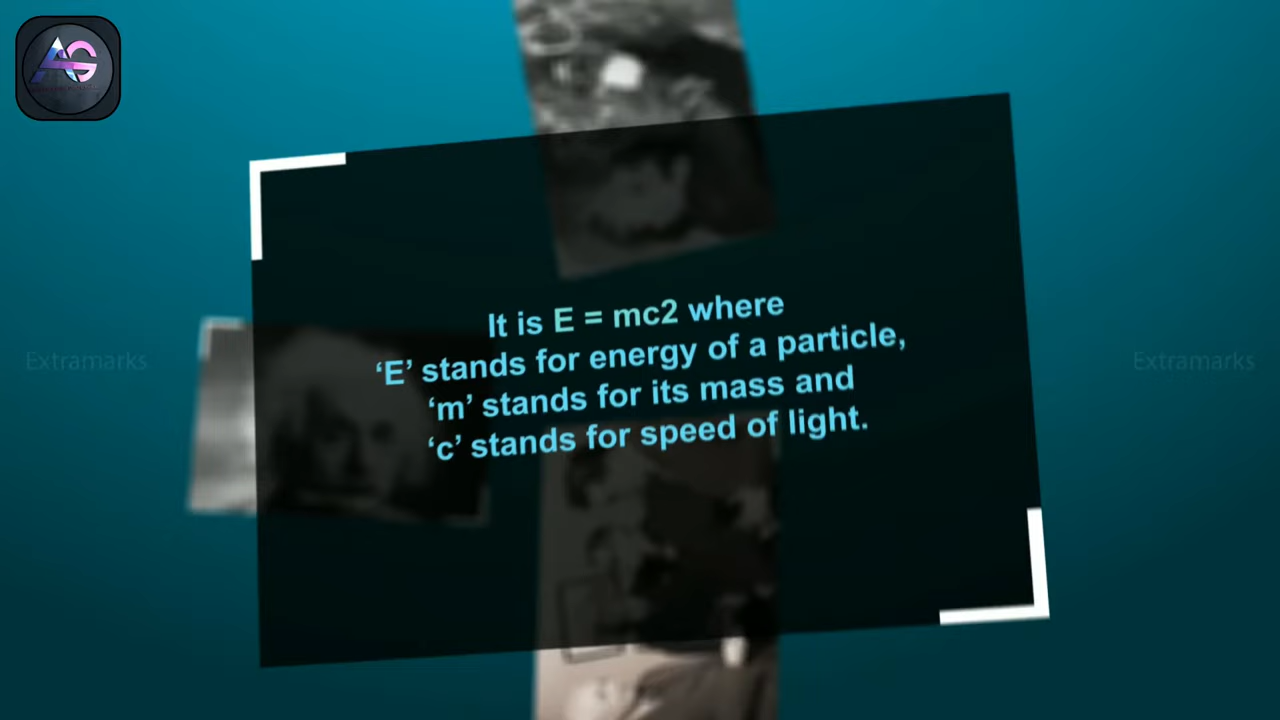 AG
It is E = mc2 where
‘E’ stands for energy of a particle,
‘m’ stands for its mass and
‘c’ stands for speed of light.
Extramarks
Extramarks